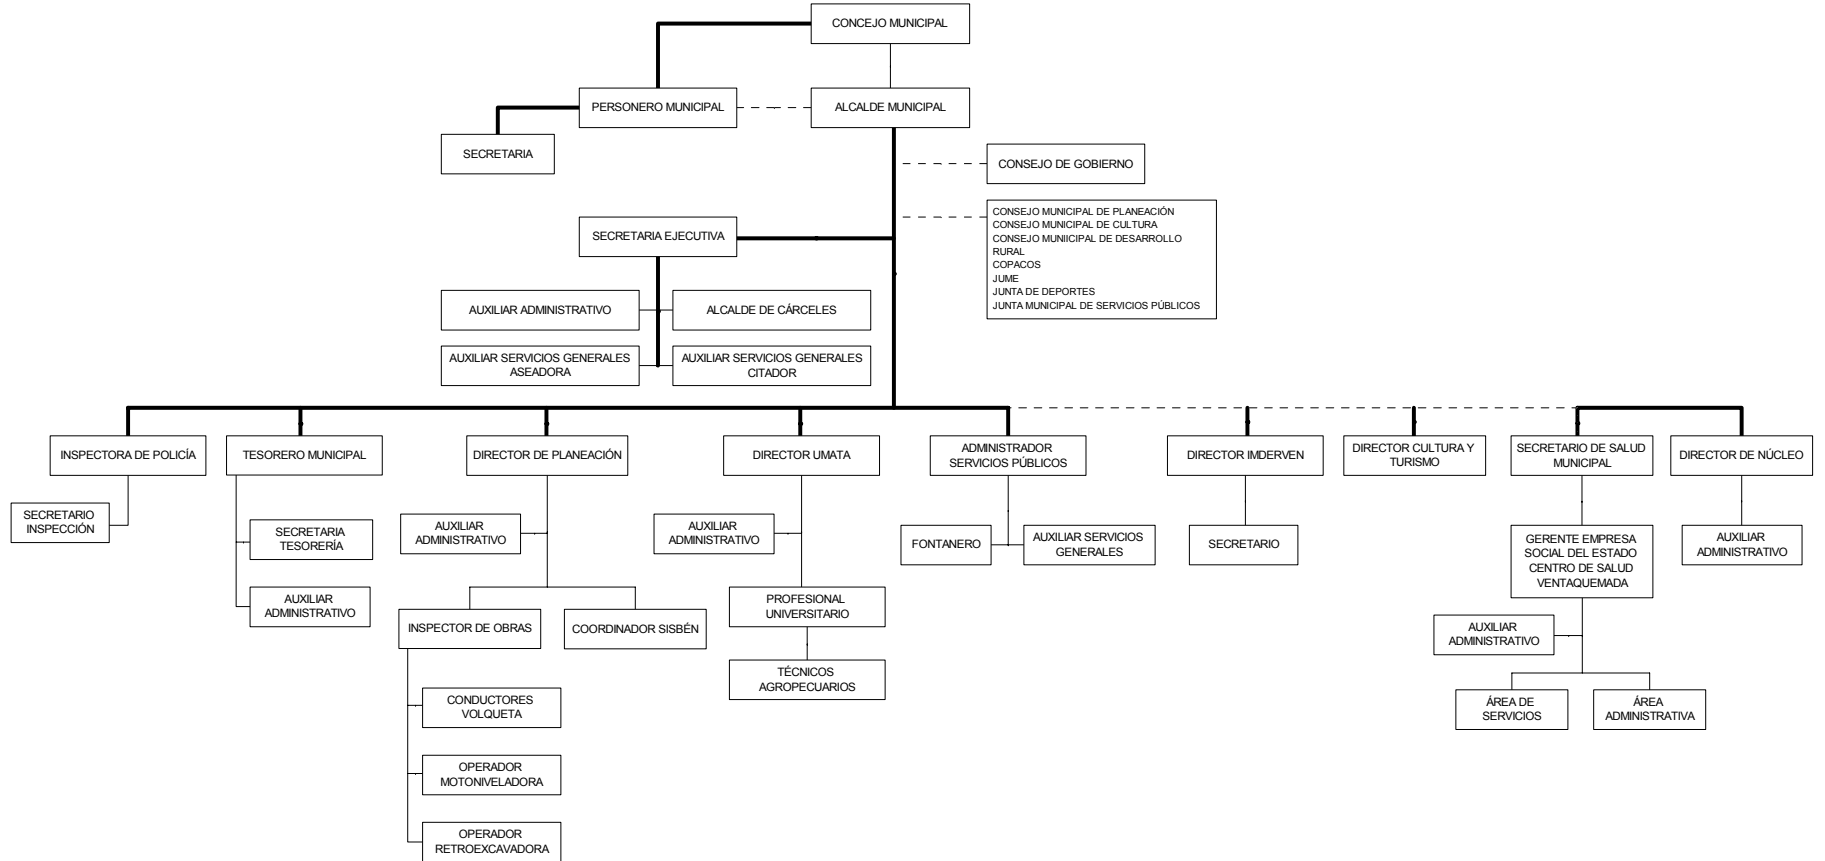 CONCEJO MUNICIPAL
PERSONERO MUNICIPAL
ALCALDE MUNICIPAL
SECRETARIA
CONSEJO DE GOBIERNO
CONSEJO MUNICIPAL DE PLANEACIÓN
CONSEJO MUNICIPAL DE CULTURA
CONSEJO MUNIICIPAL DE DESARROLLO
RURAL
COPACOS
JUME
JUNTA DE DEPORTES
JUNTA MUNICIPAL DE SERVICIOS PÚBLICOS
SECRETARIA EJECUTIVA
AUXILIAR ADMINISTRATIVO
ALCALDE DE CÁRCELES
AUXILIAR SERVICIOS GENERALES
ASEADORA
AUXILIAR SERVICIOS GENERALES
CITADOR
INSPECTORA DE POLICÍA
TESORERO MUNICIPAL
DIRECTOR DE PLANEACIÓN
DIRECTOR UMATA
ADMINISTRADOR
SERVICIOS PÚBLICOS
DIRECTOR IMDERVEN
DIRECTOR CULTURA Y
TURISMO
SECRETARIO DE SALUD
MUNICIPAL
DIRECTOR DE NÚCLEO
SECRETARIO
INSPECCIÓN
SECRETARIA
TESORERÍA
AUXILIAR
ADMINISTRATIVO
AUXILIAR
ADMINISTRATIVO
INSPECTOR DE OBRAS
COORDINADOR SISBÉN
CONDUCTORES
VOLQUETA
OPERADOR
MOTONIVELADORA
OPERADOR
RETROEXCAVADORA
AUXILIAR
ADMINISTRATIVO
PROFESIONAL
UNIVERSITARIO
TÉCNICOS
AGROPECUARIOS
FONTANERO
AUXILIAR SERVICIOS
GENERALES
SECRETARIO
GERENTE EMPRESA
SOCIAL DEL ESTADO
CENTRO DE SALUD
VENTAQUEMADA
AUXILIAR
ADMINISTRATIVO
ÁREA DE
SERVICIOS
ÁREA
ADMINISTRATIVA
AUXILIAR
ADMINISTRATIVO